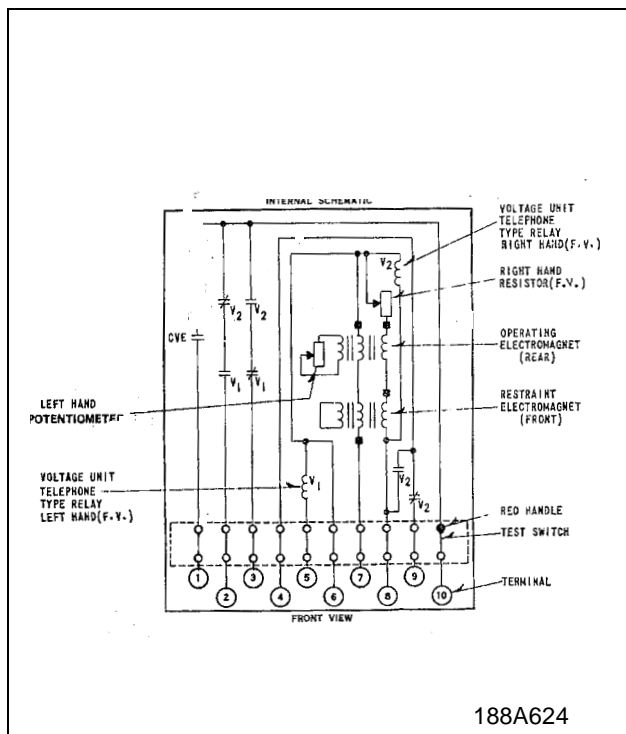 INTERNAL SCHEMATIC
VOLTAGE UNIT
TELEPHONE
TYPE RELAY
RIGHT HAND(F.V.)
V2
RIGHT HAND
RESISTOR(F.V.)
V2
V2
CVE
OPERATING
ELECTROMAGNET
(REAR)
V1
V1
LEFT HAND
POTENTIOMETER
RESTRAINT
ELECTROMAGNET
(FRONT)
VOLTAGE UNIT
TELEPHONE
TYPE RELAY
LEFT HAND(F.V.)
V1
V2
V2
RED HANDLE
TEST SWITCH
1
2
3
4
5
6
7
8
9
10
TERMINAL
FRONT VIEW
188A624